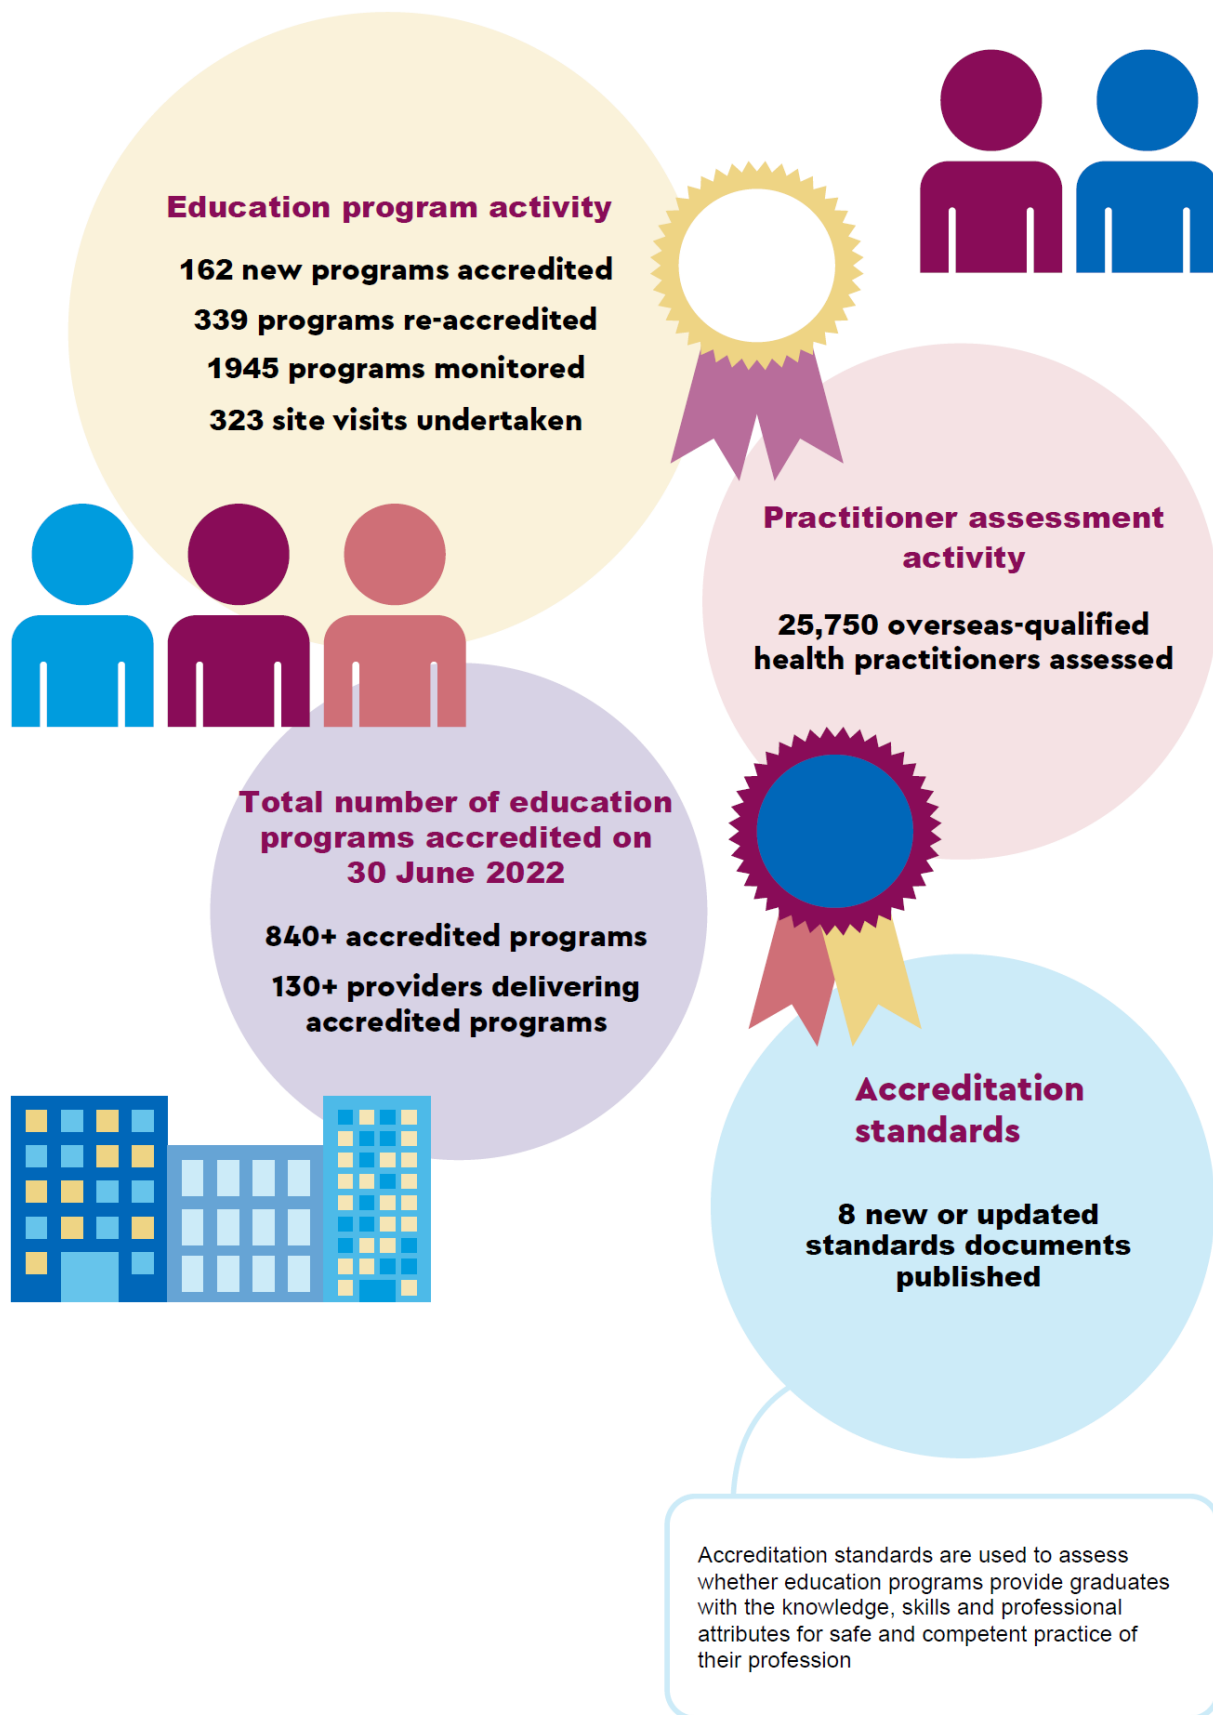 Education program activity
162 new programs accredited
339 programs re-accredited
1945 programs monitored
323 site visits undertaken
Practitioner assessment
activity
25,750 overseas-qualified
health practitioners assessed
Total number of education
programs accredited on
30 June 2022
840+ accredited programs
130+ providers delivering
accredited programs
Accreditation
standards
8 new or updated
standards documents
published
Accreditation standards are used to assess
whether education programs provide graduates
with the knowledge, skills and professional
attributes for safe and competent practice of
their profession